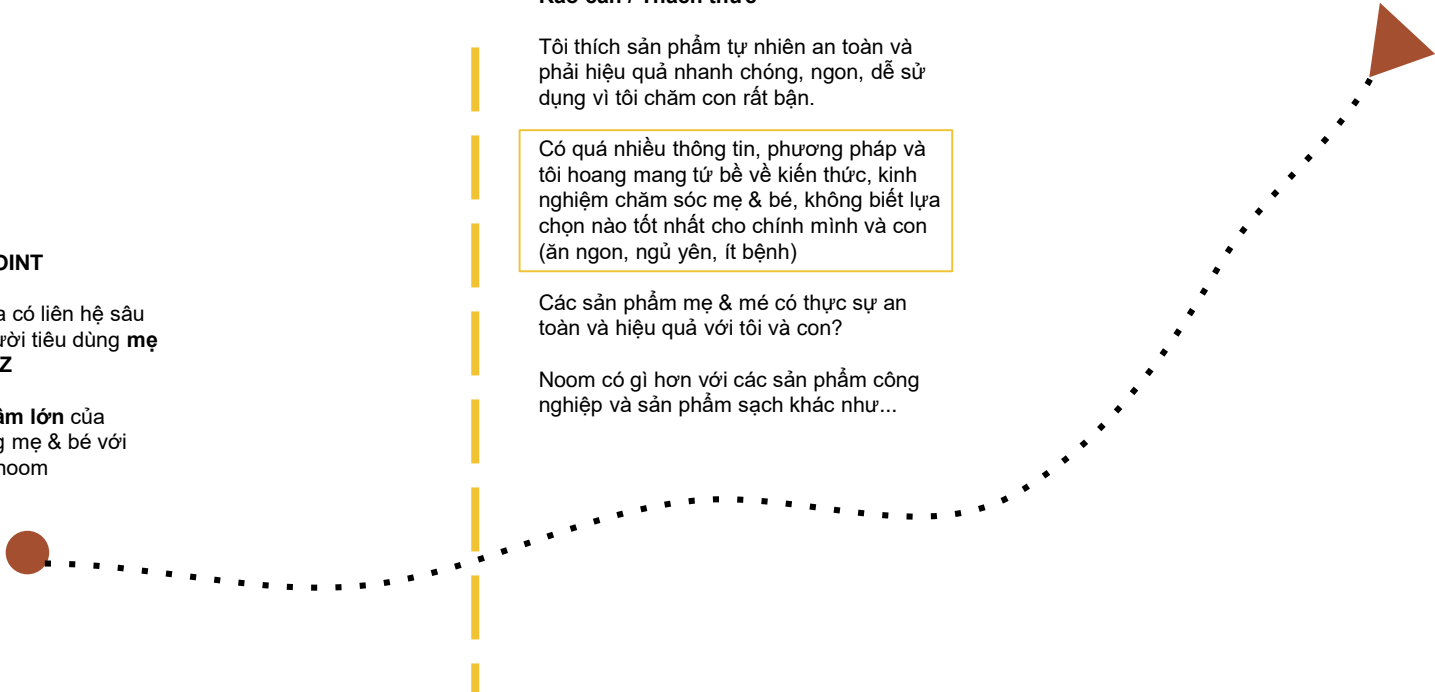 Tôi thích sản phẩm tự nhiên an toàn và
phải hiệu quả nhanh chóng, ngon, dễ sử
dụng vì tôi chăm con rất bận.
Có quá nhiều thông tin, phương pháp và
tôi hoang mang tứ bề về kiến thức, kinh
nghiệm chăm sóc mẹ & bé, không biết lựa
chọn nào tốt nhất cho chính mình và con
(ăn ngon, ngủ yên, ít bệnh)
Các sản phẩm mẹ & mé có thực sự an
toàn và hiệu quả với tôi và con?
Noom có gì hơn với các sản phẩm công
nghiệp và sản phẩm sạch khác như...
OINT
có liên hệ sâu
tiêu dùng mẹ
Z
lớn của
mẹ & bé với
noom